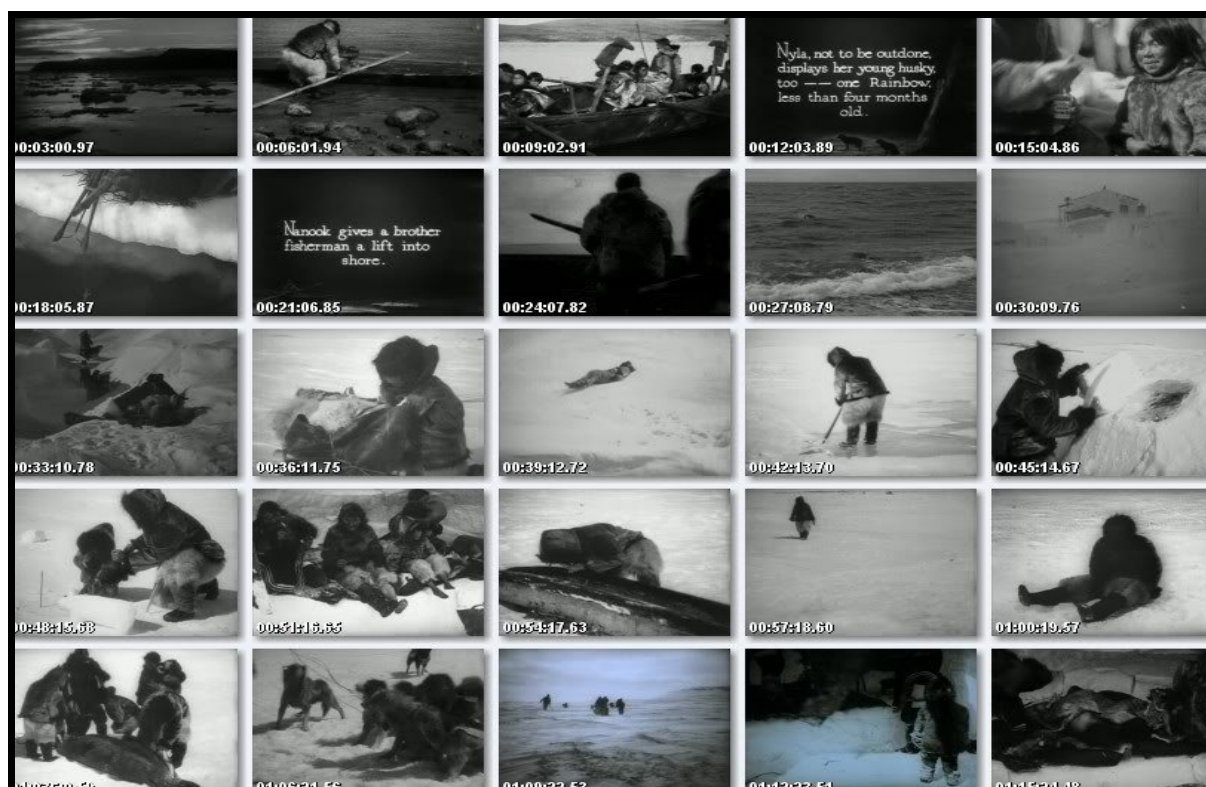 00:03:00.97
00:06:01.94
00:09:02.91
Nyla, not to be outdone,
displays her young husky,
too -- one Rainbow,
less than four months
old..
00:12:03.89
00:15:04.86
00:18:05.87
Nanook gives a brother
fisherman a lift into
shore.
00:21:06.85
00:24:07.82
00:27:08.79
00:30:09.76
00:33:10.78
00:36:11.75
00:39:12.72
00:42:13.70
00:45:14.67
00:48:15.68
00:51:16.65
00:54:17.63
00:57:18.60
01:00:19.57